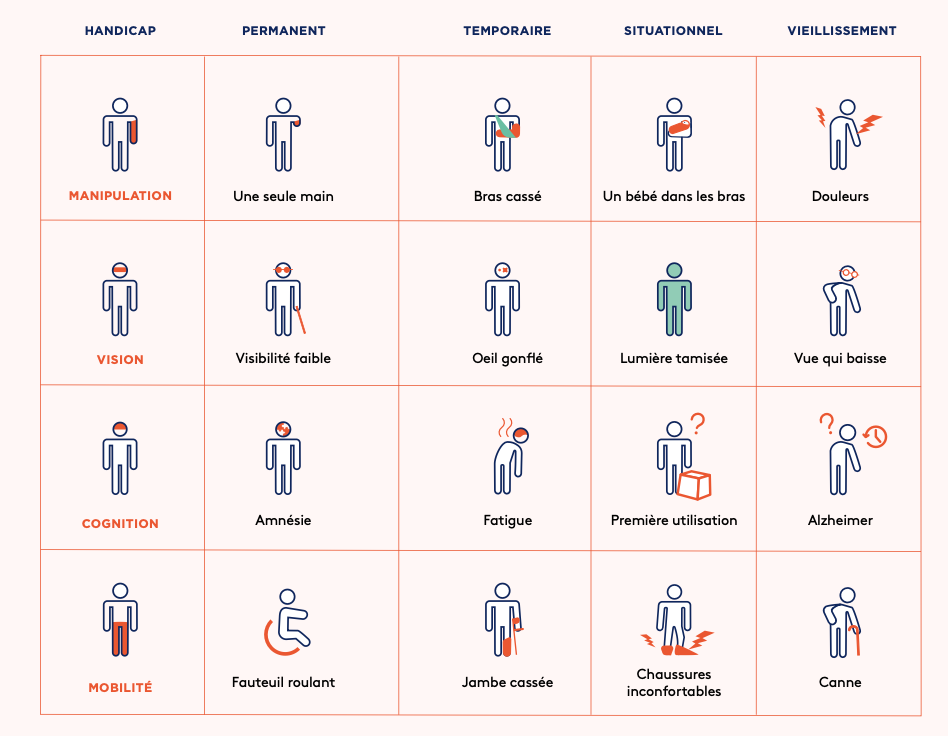 HANDICAP PERMANENT TEMPORAIRE SITUATIONNEL VIEILLISSEMENT
MANIPULATION Une seule main Bras cassé Un bébé dans les bras Douleurs
VISION Visibilité faible Oeil gonflé Lumière tamisée Vue qui baisse
COGNITION Amnésie Fatigue Première utilisation Alzheimer
MOBILITÉ Fauteuil roulant Jambe cassée Chaussures
inconfortables Canne